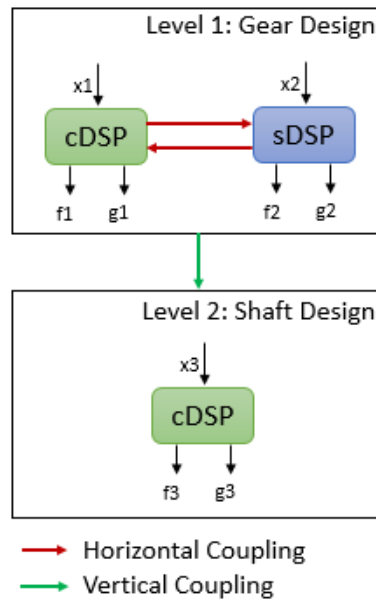 Level 1: Gear Design
x1 x2
cDSP sDSP
f1 g1 f2 g2
Level 2: Shaft Design
x3
cDSP
f3 g3
Horizontal Coupling
Vertical Coupling